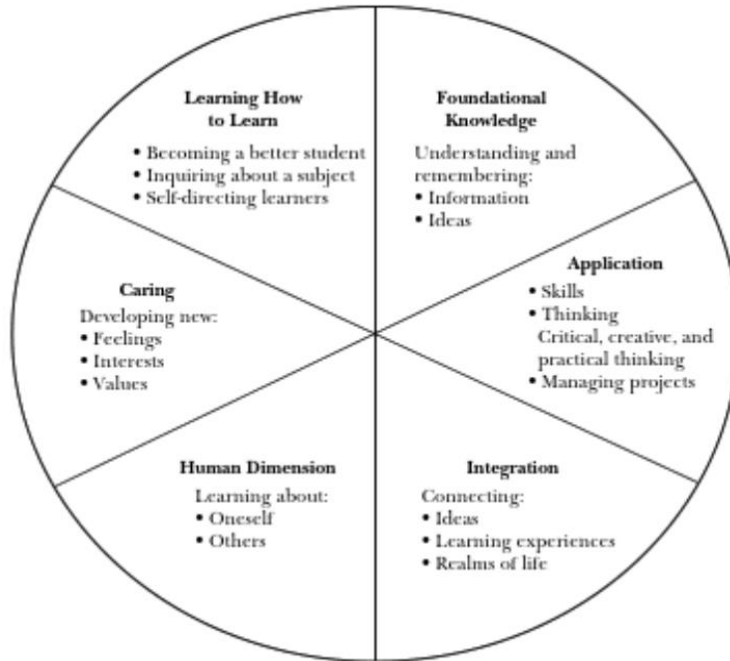 Learning How
to Learn
• Becoming a better student
• Inquiring about a subject
• Self-directing learners
Foundational
Knowledge
Understanding and
remembering:
• Information
• Ideas
Application
• Skills
• Thinking
Critical, creative, and
practical thinking
• Managing projects
Integration
Connecting:
• Ideas
• Learning experiences
• Realms of life
Human Dimension
Learning about:
• Oneself
• Others
Caring
Developing new:
• Feelings
• Interests
• Values